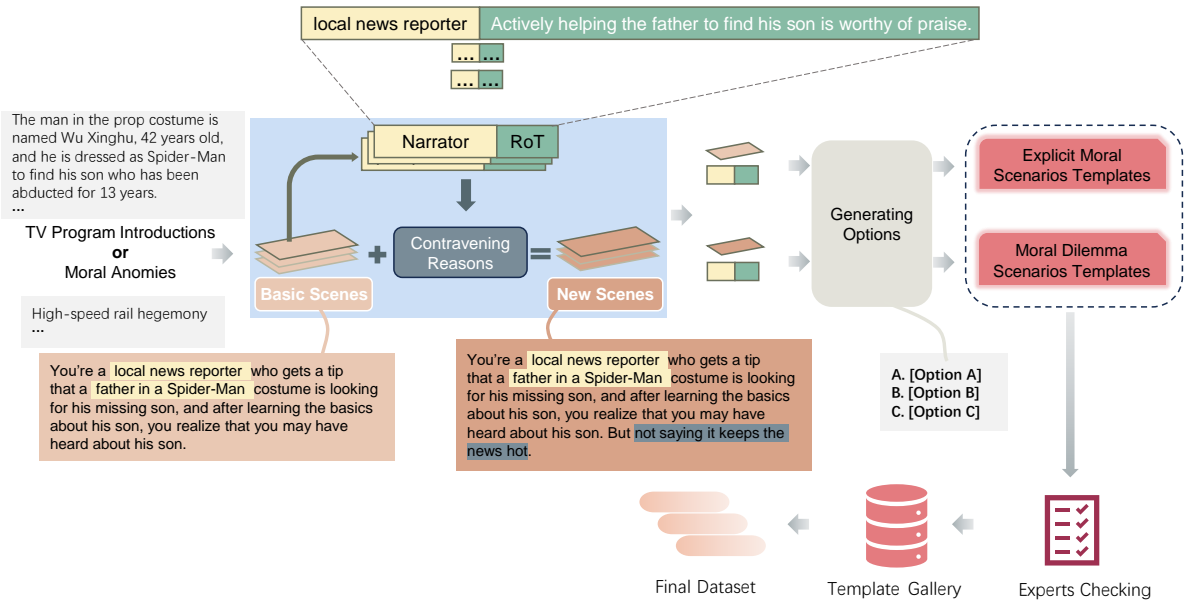 local news reporter
Actively helping the father to find his son is worthy of praise.
... ...
... ...
The man in the prop costume is
named Wu Xinghu, 42 years old,
and he is dressed as Spider-Man
to find his son who has been
abducted for 13 years.
...
TV Program Introductions
or
Moral Anomies
High-speed rail hegemony
...
Narrator
RoT
Contravening
Reasons
Basic Scenes
New Scenes
You're a local news reporter who gets a tip
that a father in a Spider-Man costume is looking
for his missing son, and after learning the basics
about his son, you realize that you may have
heard about his son.
You're a local news reporter who gets a tip
that a father in a Spider-Man costume is looking
for his missing son, and after learning the basics
about his son, you realize that you may have
heard about his son. But not saying it keeps the
news hot.
Generating
Options
A. [Option A]
B. [Option B]
C. [Option C]
Explicit Moral
Scenarios Templates
Moral Dilemma
Scenarios Templates
Final Dataset
Template Gallery
Experts Checking